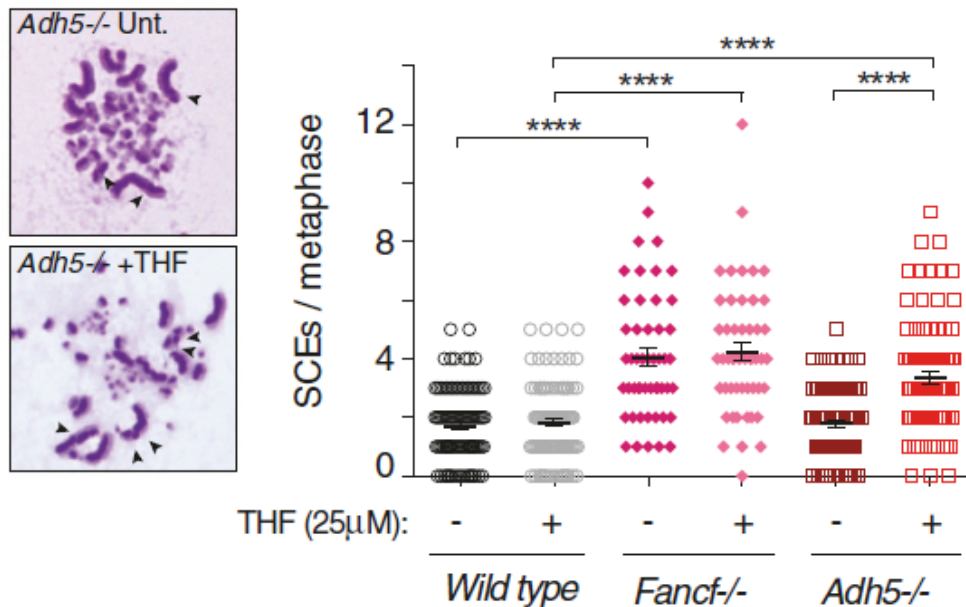 Adh5-/- Unt.
Adh5-/- +THF
SCEs / metaphase
12
8
4
0
****
****
****
****
THF (25µM): - + - + - +
Wild type Fancf-/- Adh5-/-